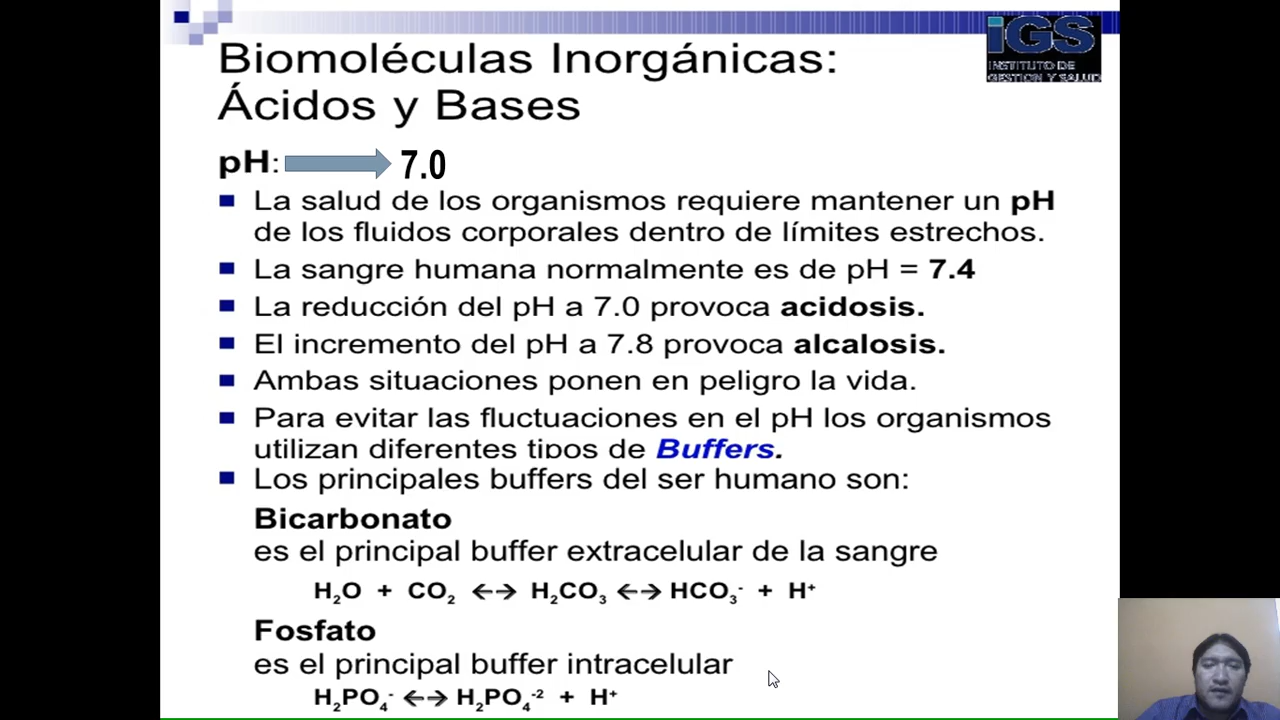 iGS
INSTITUTO DE
GESTION Y SALUD
Biomoléculas Inorgánicas:
Ácidos y Bases
pH: 7.0
La salud de los organismos requiere mantener un pH
de los fluidos corporales dentro de límites estrechos.
La sangre humana normalmente es de pH = 7.4
La reducción del pH a 7.0 provoca acidosis.
El incremento del pH a 7.8 provoca alcalosis.
Ambas situaciones ponen en peligro la vida.
Para evitar las fluctuaciones en el pH los organismos
utilizan diferentes tipos de Buffers.
Los principales buffers del ser humano son:
Bicarbonato
es el principal buffer extracelular de la sangre
H₂O + CO₂ ←→ H₂CO₃ ←→ HCO₃⁻ + H⁺
Fosfato
es el principal buffer intracelular
H₂PO₄⁻ ←→ H₂PO₄⁻² + H⁺